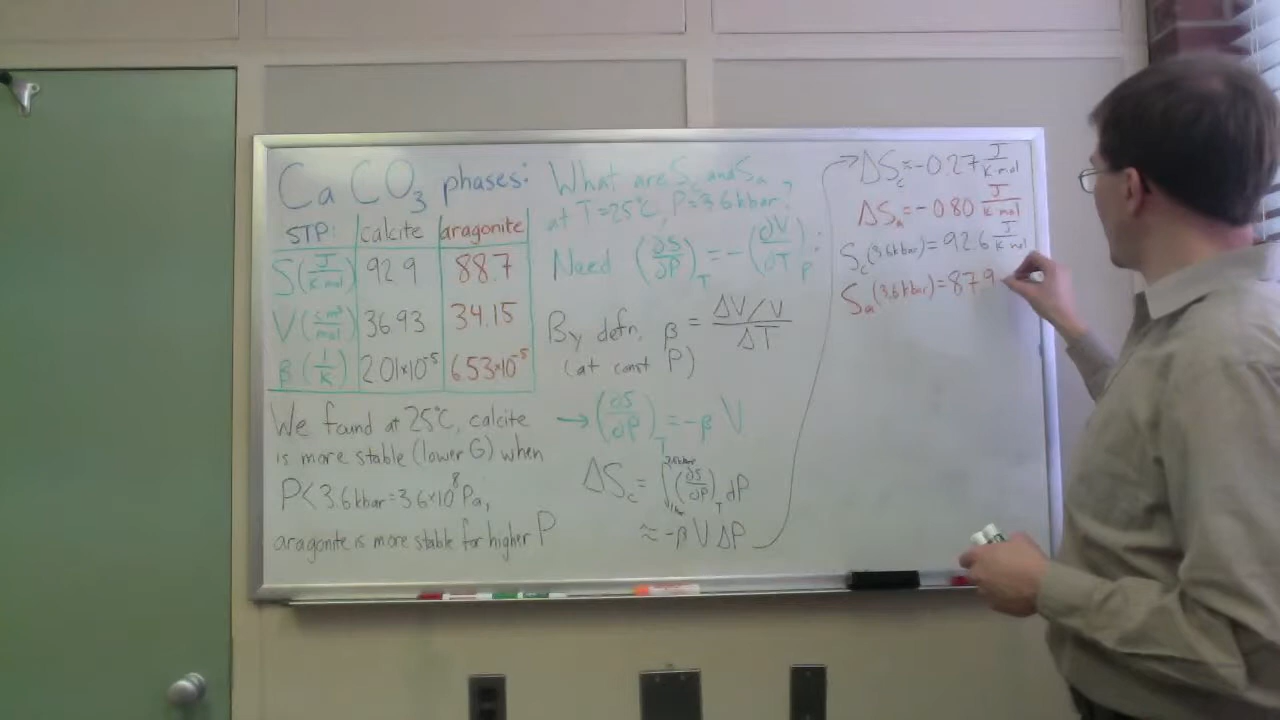 CaCO₃ phases:
STP: calcite aragonite
S (J/K·mol) 92.9 88.7
V (cm³/mol) 36.93 34.15
β (1/K) 2.01×10⁻⁵ 6.53×10⁻⁵
We found at 25°C, calcite
is more stable (lower G) when
P < 3.6 kbar = 3.6×10⁸ Pa,
aragonite is more stable for higher P
What are S_c and S_a
at T=25°C, P=3.6 kbar?
Need (∂S/∂P)_T = -(∂V/∂T)_P:
By defn, β = (ΔV/V)/ΔT
(at const P)
→ (∂S/∂P)_T = -β V
ΔS_c = ∫ (∂S/∂P)_T dP
≈ -β V ΔP
→ ΔS_c = -0.27 J/K·mol
ΔS_a = -0.80 J/K·mol
S_c (3.6 kbar) = 92.6 J/K·mol
S_a (3.6 kbar) = 87.9